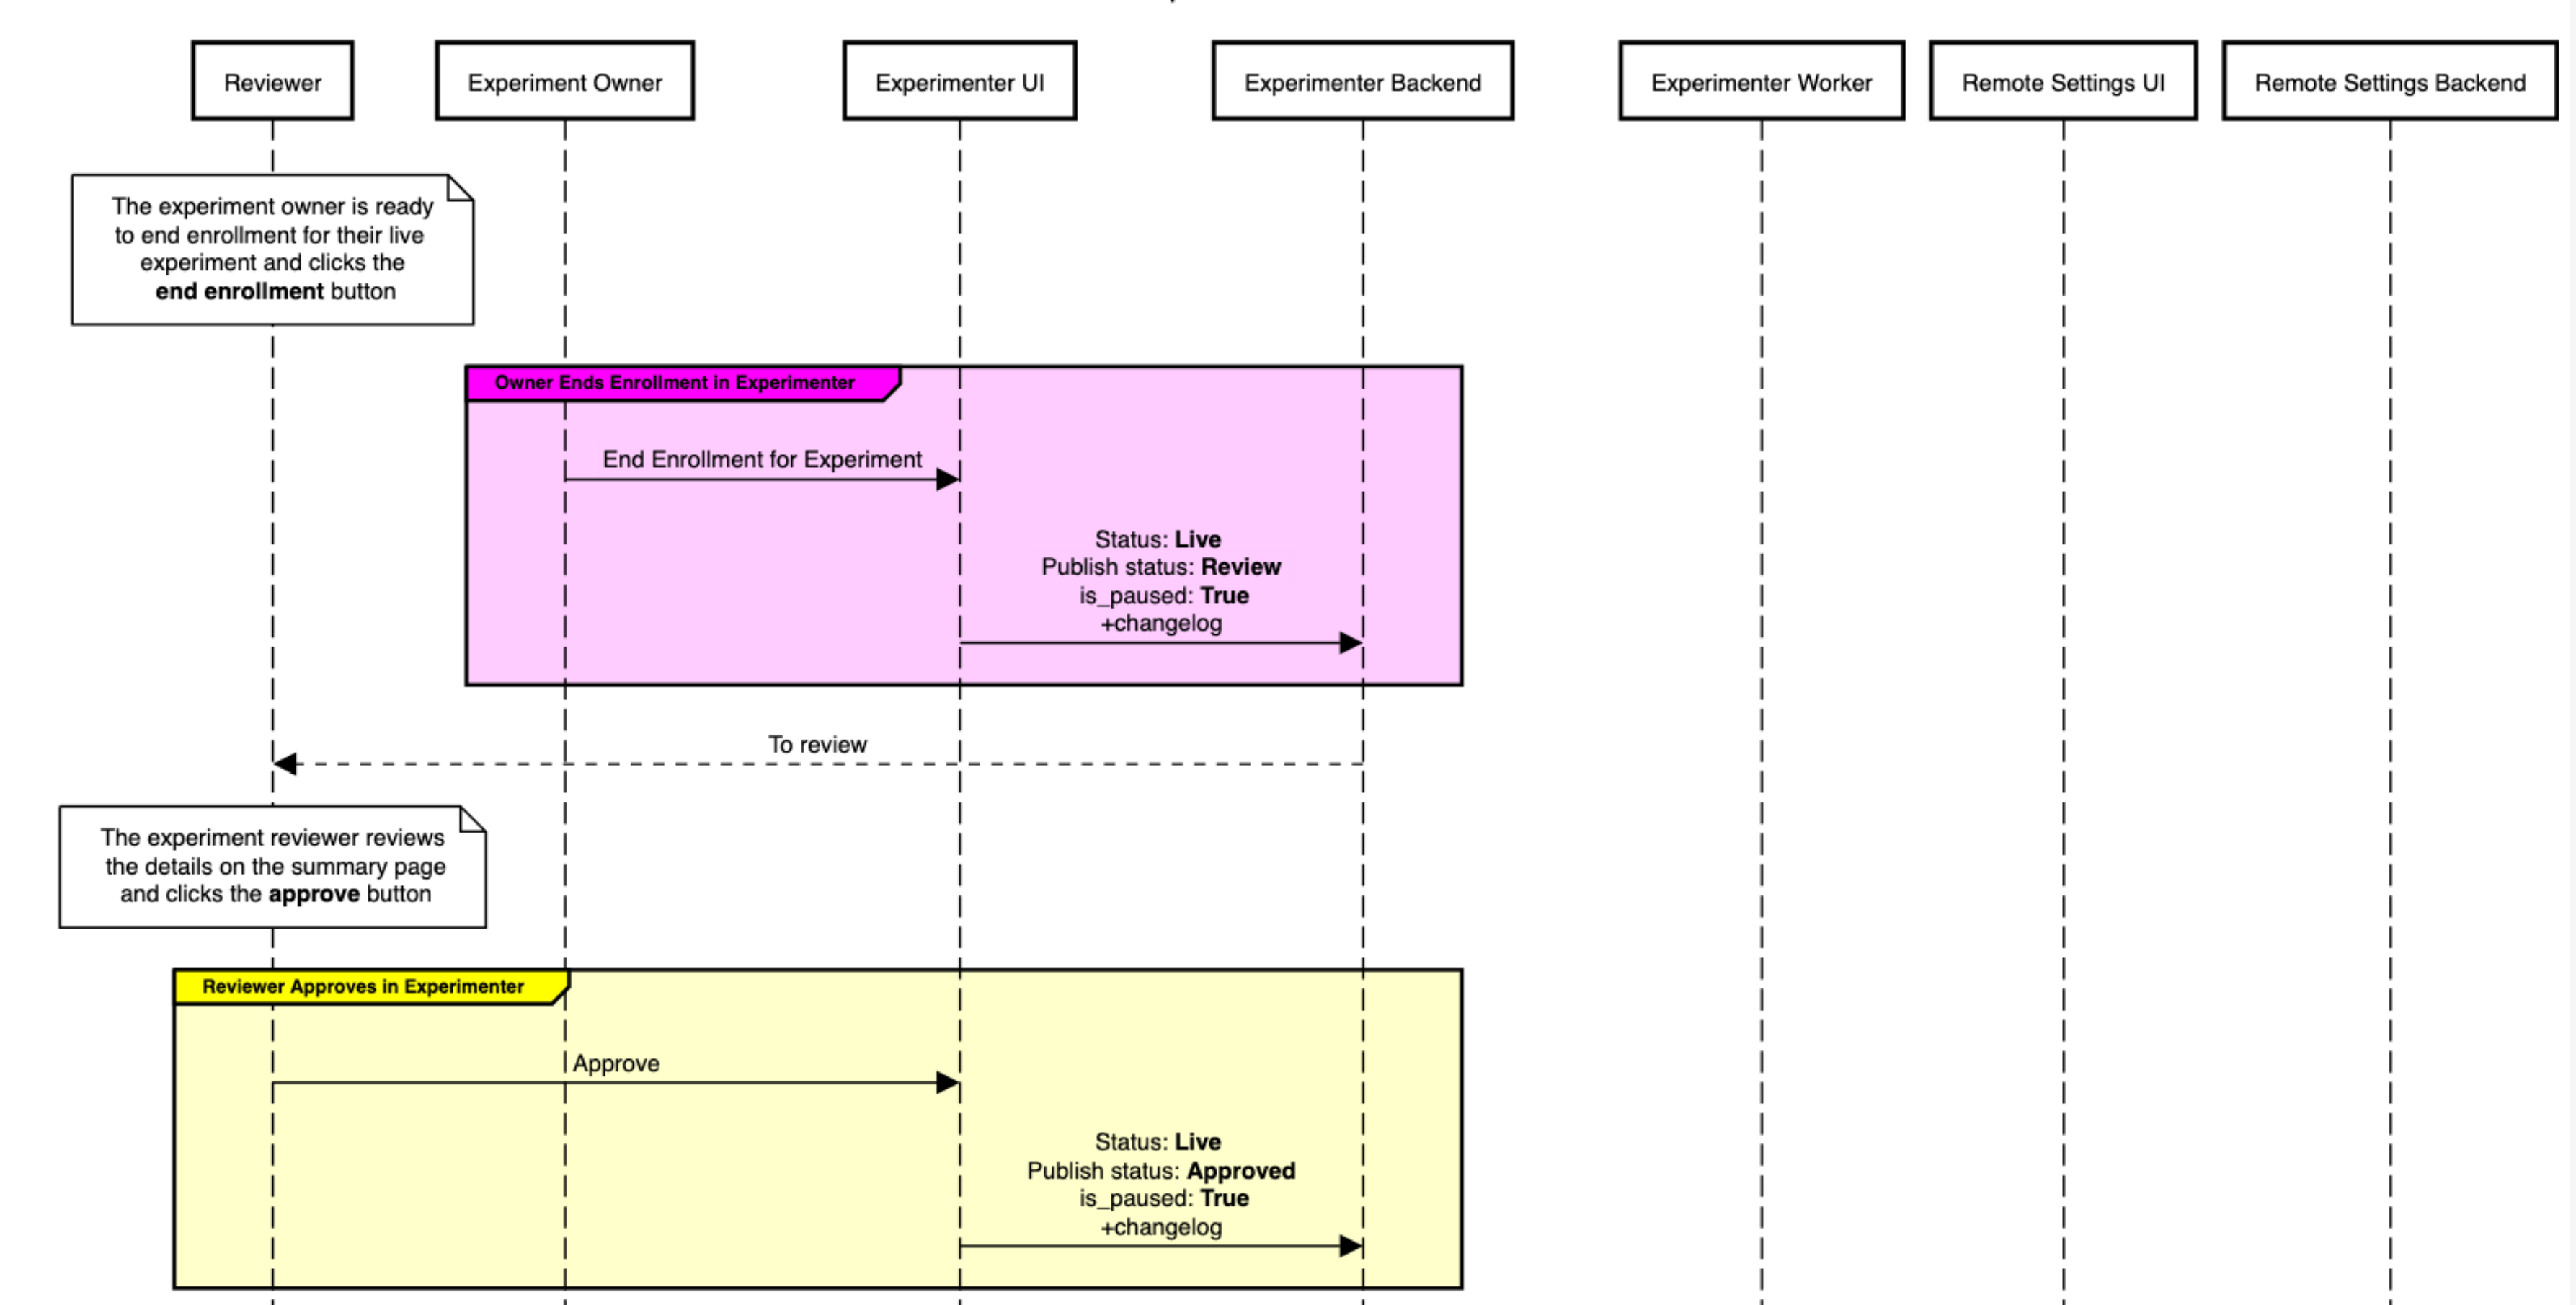 Reviewer
Experiment Owner
Experimenter UI
Experimenter Backend
Experimenter Worker
Remote Settings UI
Remote Settings Backend
The experiment owner is ready
to end enrollment for their live
experiment and clicks the
end enrollment button
Owner Ends Enrollment in Experimenter
End Enrollment for Experiment
Status: Live
Publish status: Review
is_paused: True
+changelog
To review
The experiment reviewer reviews
the details on the summary page
and clicks the approve button
Reviewer Approves in Experimenter
Approve
Status: Live
Publish status: Approved
is_paused: True
+changelog